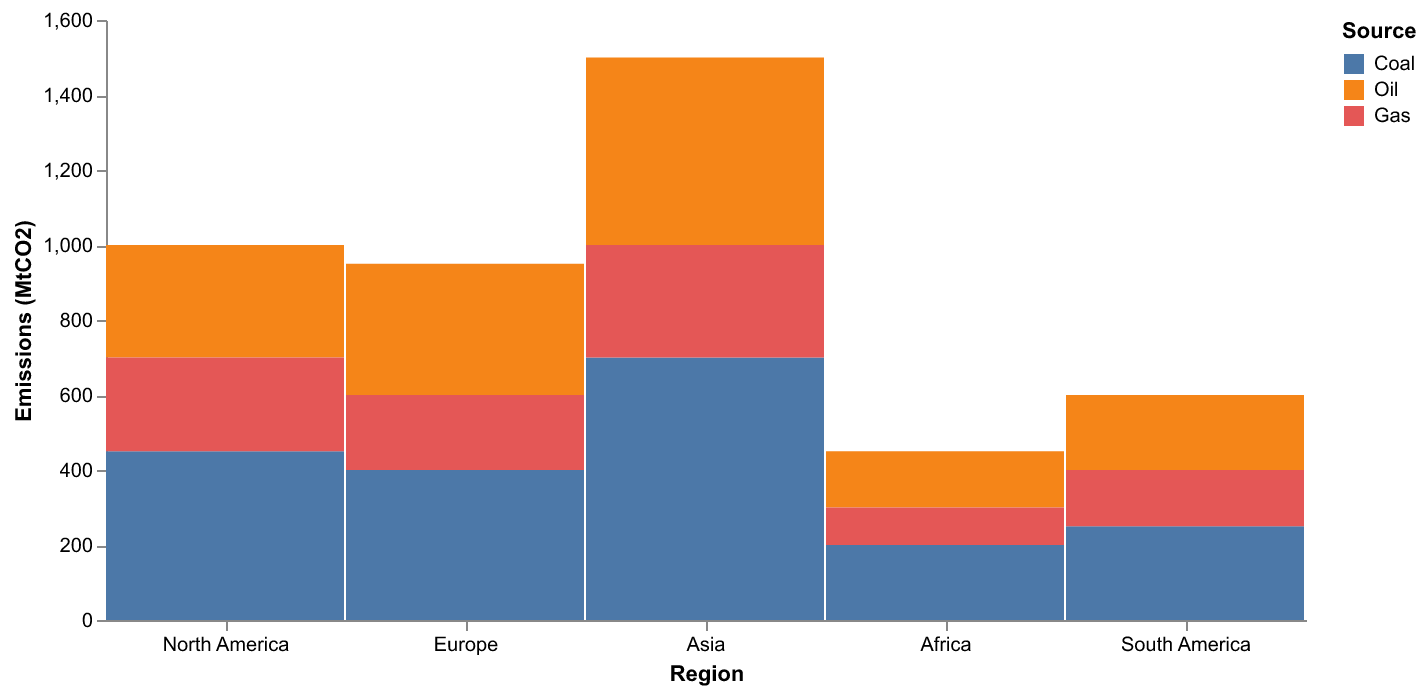 1,600
1,400
1,200
1,000
800
600
400
200
0
Emissions (MtCO2)
North America
Europe
Asia
Africa
South America
Region
Source
Coal
Oil
Gas